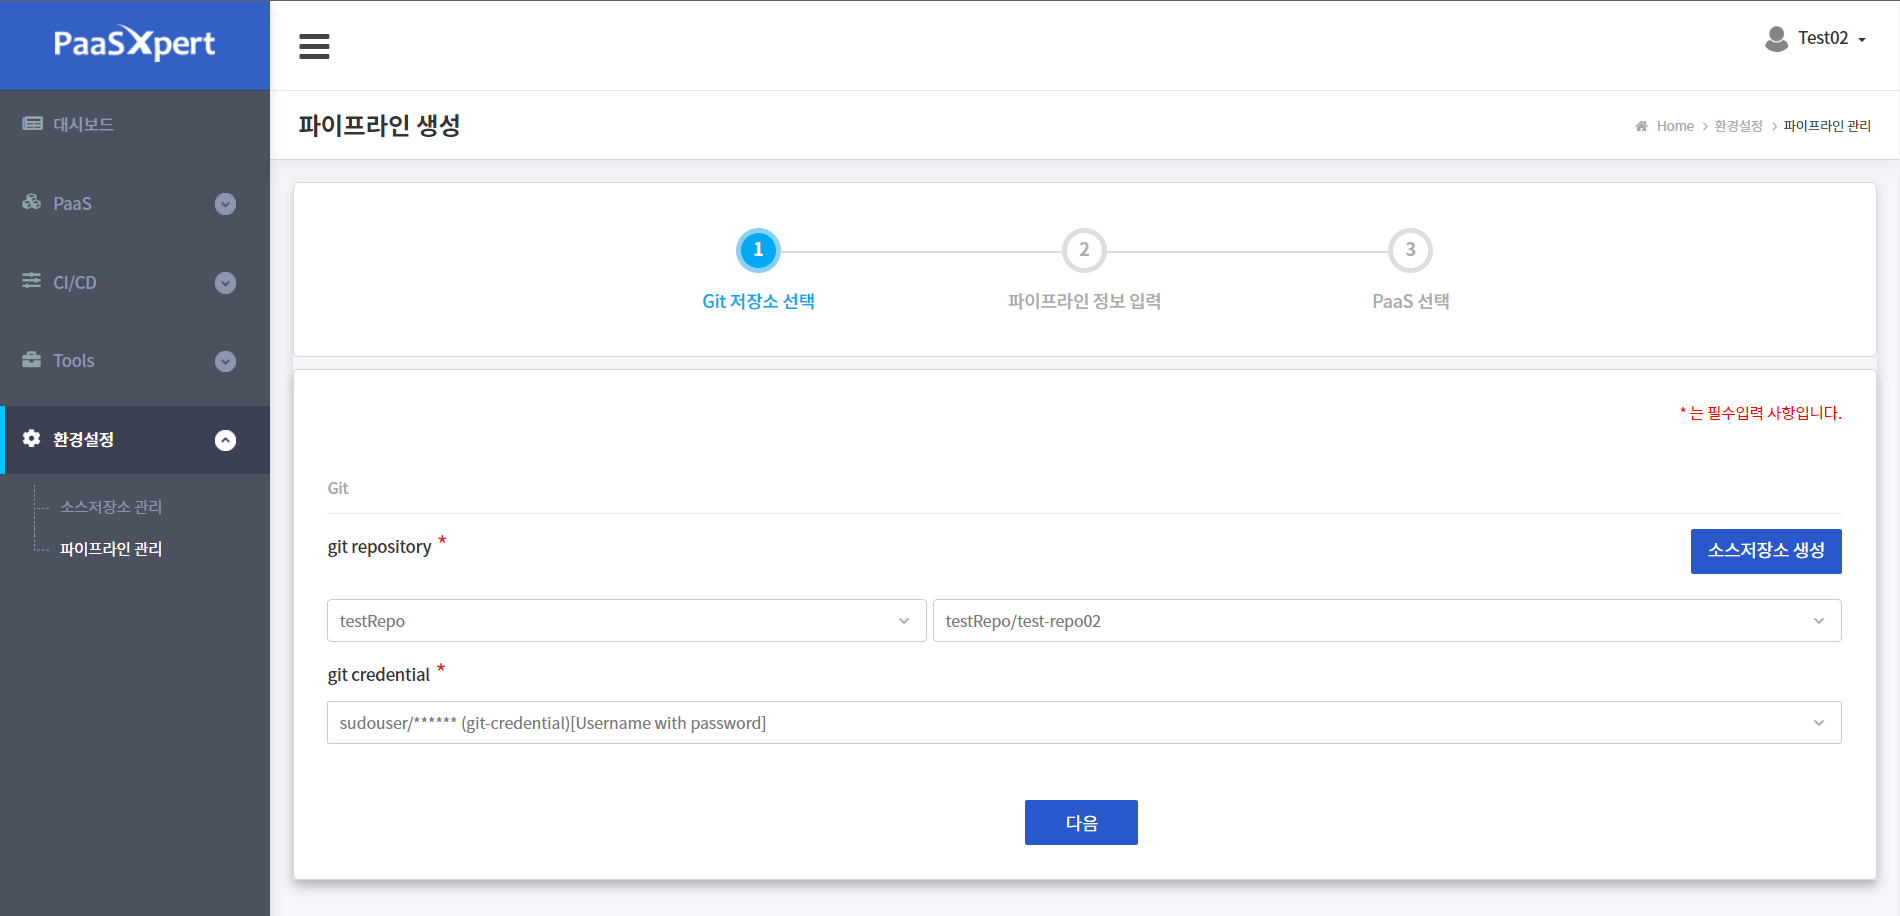 PaaSXpert
Test02
대시보드
PaaS
CI/CD
Tools
환경설정
소스저장소 관리
파이프라인 관리
파이프라인 생성
Home > 환경설정 > 파이프라인 관리
1
2
3
Git 저장소 선택
파이프라인 정보 입력
PaaS 선택
* 는 필수입력 사항입니다.
Git
git repository *
소스저장소 생성
testRepo
testRepo/test-repo02
git credential *
sudouser/****** (git-credential)[Username with password]
다음